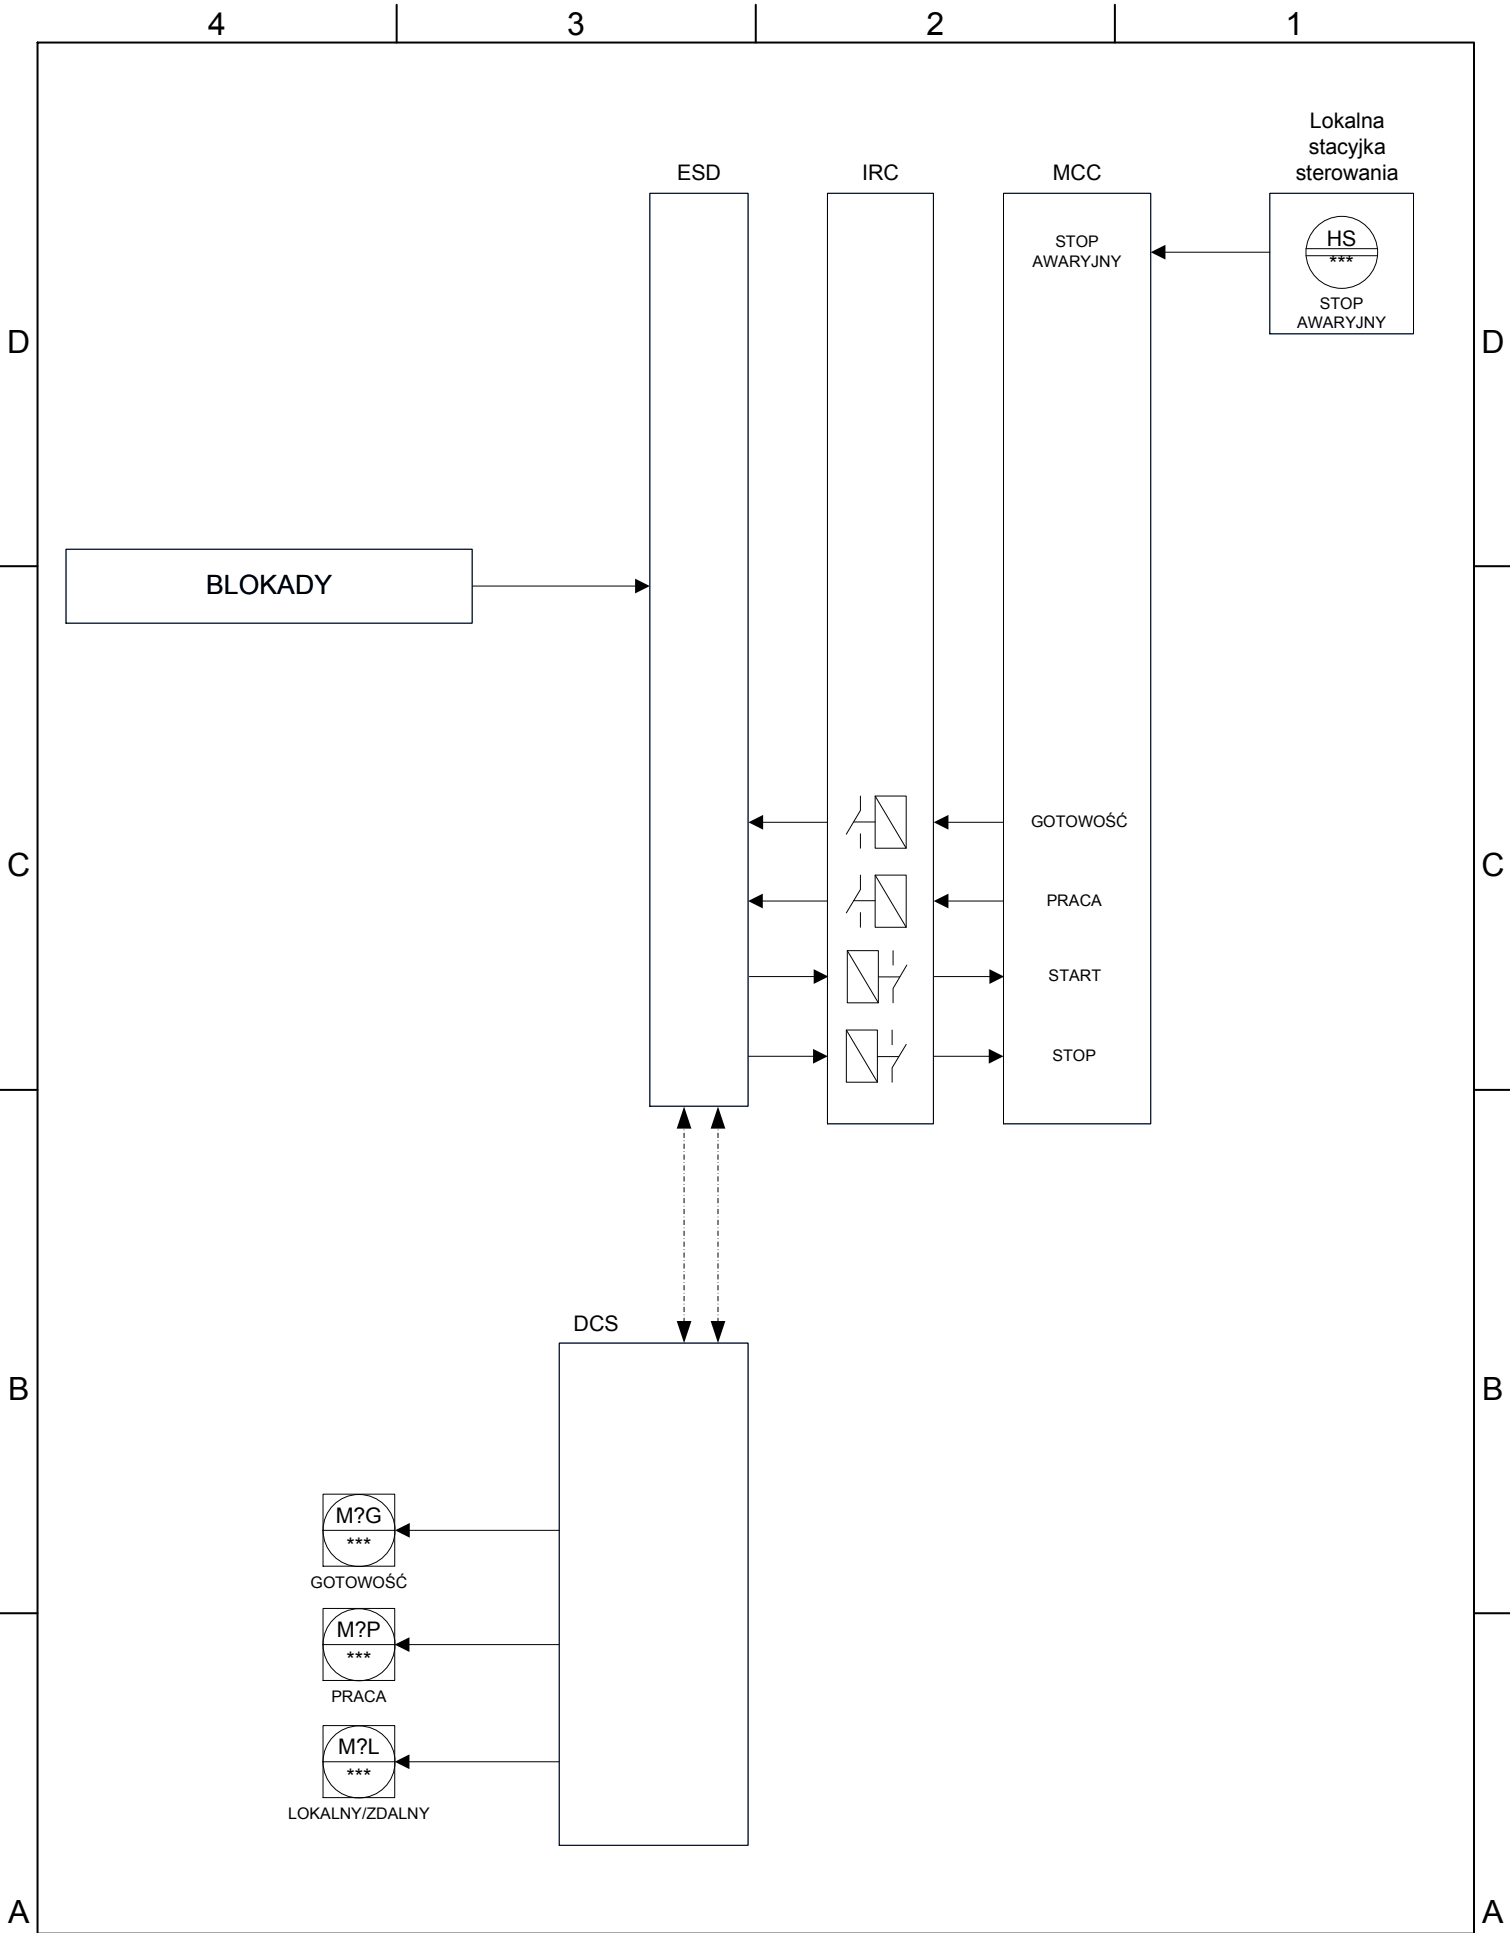 4 3 2 1
Lokalna
stacyjka
sterowania
ESD IRC MCC
STOP
AWARYJNY
HS
***
STOP
AWARYJNY
D D
BLOKADY
GOTOWOŚĆ
C C
PRACA
START
STOP
DCS
B B
M?G
***
GOTOWOŚĆ
M?P
***
PRACA
M?L
***
LOKALNY/ZDALNY
A A